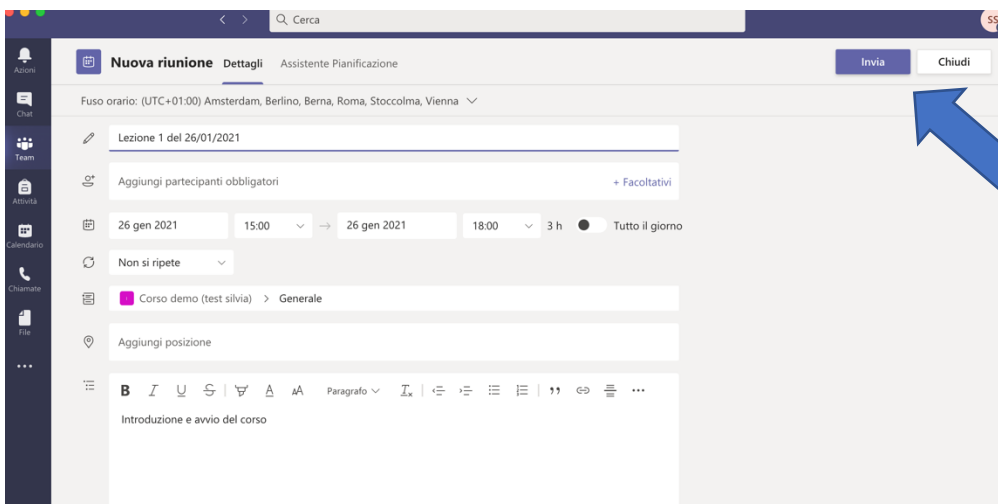 Cerca
SS
Azioni
Chat
Team
Attività
Calendario
Chiamate
File
Nuova riunione Dettagli Assistente Pianificazione
Invia Chiudi
Fuso orario: (UTC+01:00) Amsterdam, Berlino, Berna, Roma, Stoccolma, Vienna
Lezione 1 del 26/01/2021
Aggiungi partecipanti obbligatori + Facoltativi
26 gen 2021 15:00 → 26 gen 2021 18:00 3 h Tutto il giorno
Non si ripete
Corso demo (test silvia) > Generale
Aggiungi posizione
B I U S A AA Paragrafo
Introduzione e avvio del corso